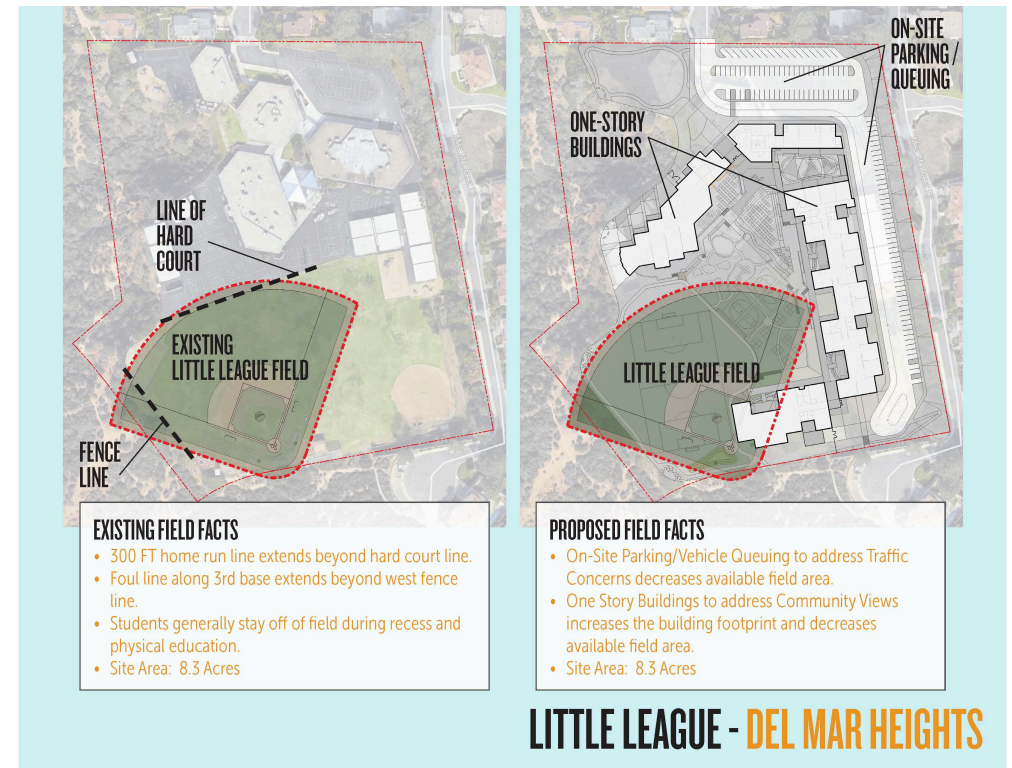 LINE OF
HARD
COURT
EXISTING
LITTLE LEAGUE FIELD
FENCE
LINE
EXISTING FIELD FACTS
• 300 FT home run line extends beyond hard court line.
• Foul line along 3rd base extends beyond west fence
line.
• Students generally stay off of field during recess and
physical education.
• Site Area: 8.3 Acres
ON-SITE
PARKING /
QUEUING
ONE-STORY
BUILDINGS
LITTLE LEAGUE FIELD
PROPOSED FIELD FACTS
• On-Site Parking/Vehicle Queuing to address Traffic
Concerns decreases available field area.
• One Story Buildings to address Community Views
increases the building footprint and decreases
available field area.
• Site Area: 8.3 Acres
LITTLE LEAGUE - DEL MAR HEIGHTS